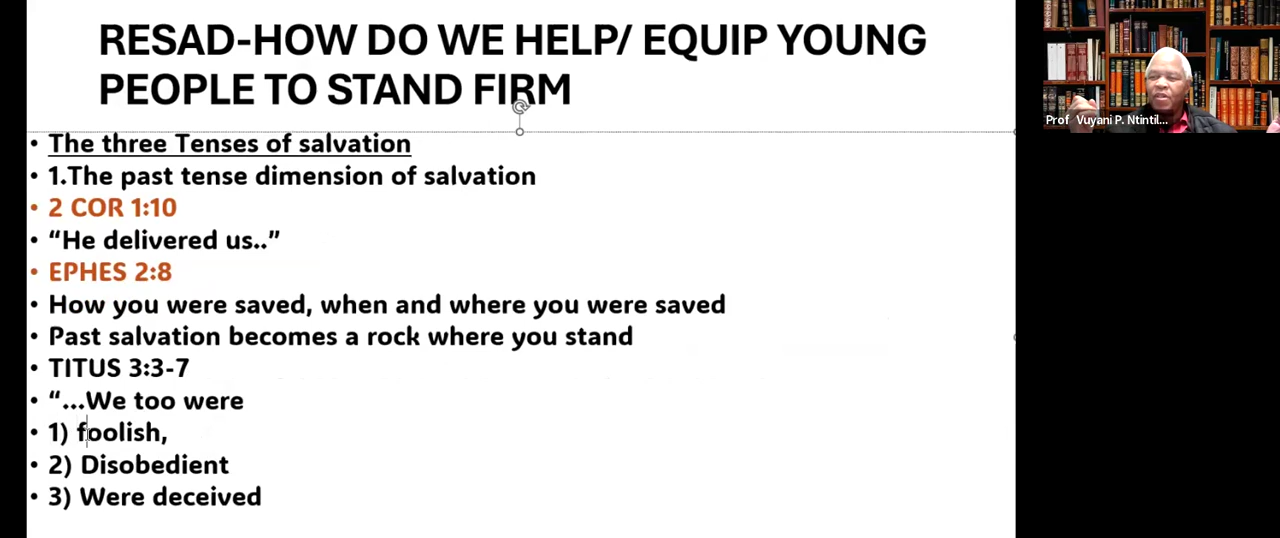 RESAD-HOW DO WE HELP/ EQUIP YOUNG
PEOPLE TO STAND FIRM
• The three Tenses of salvation
• 1.The past tense dimension of salvation
• 2 COR 1:10
• “He delivered us..”
• EPHES 2:8
• How you were saved, when and where you were saved
• Past salvation becomes a rock where you stand
• TITUS 3:3-7
• “...We too were
• 1) foolish,
• 2) Disobedient
• 3) Were deceived
Prof Vuyani P. Ntintil...